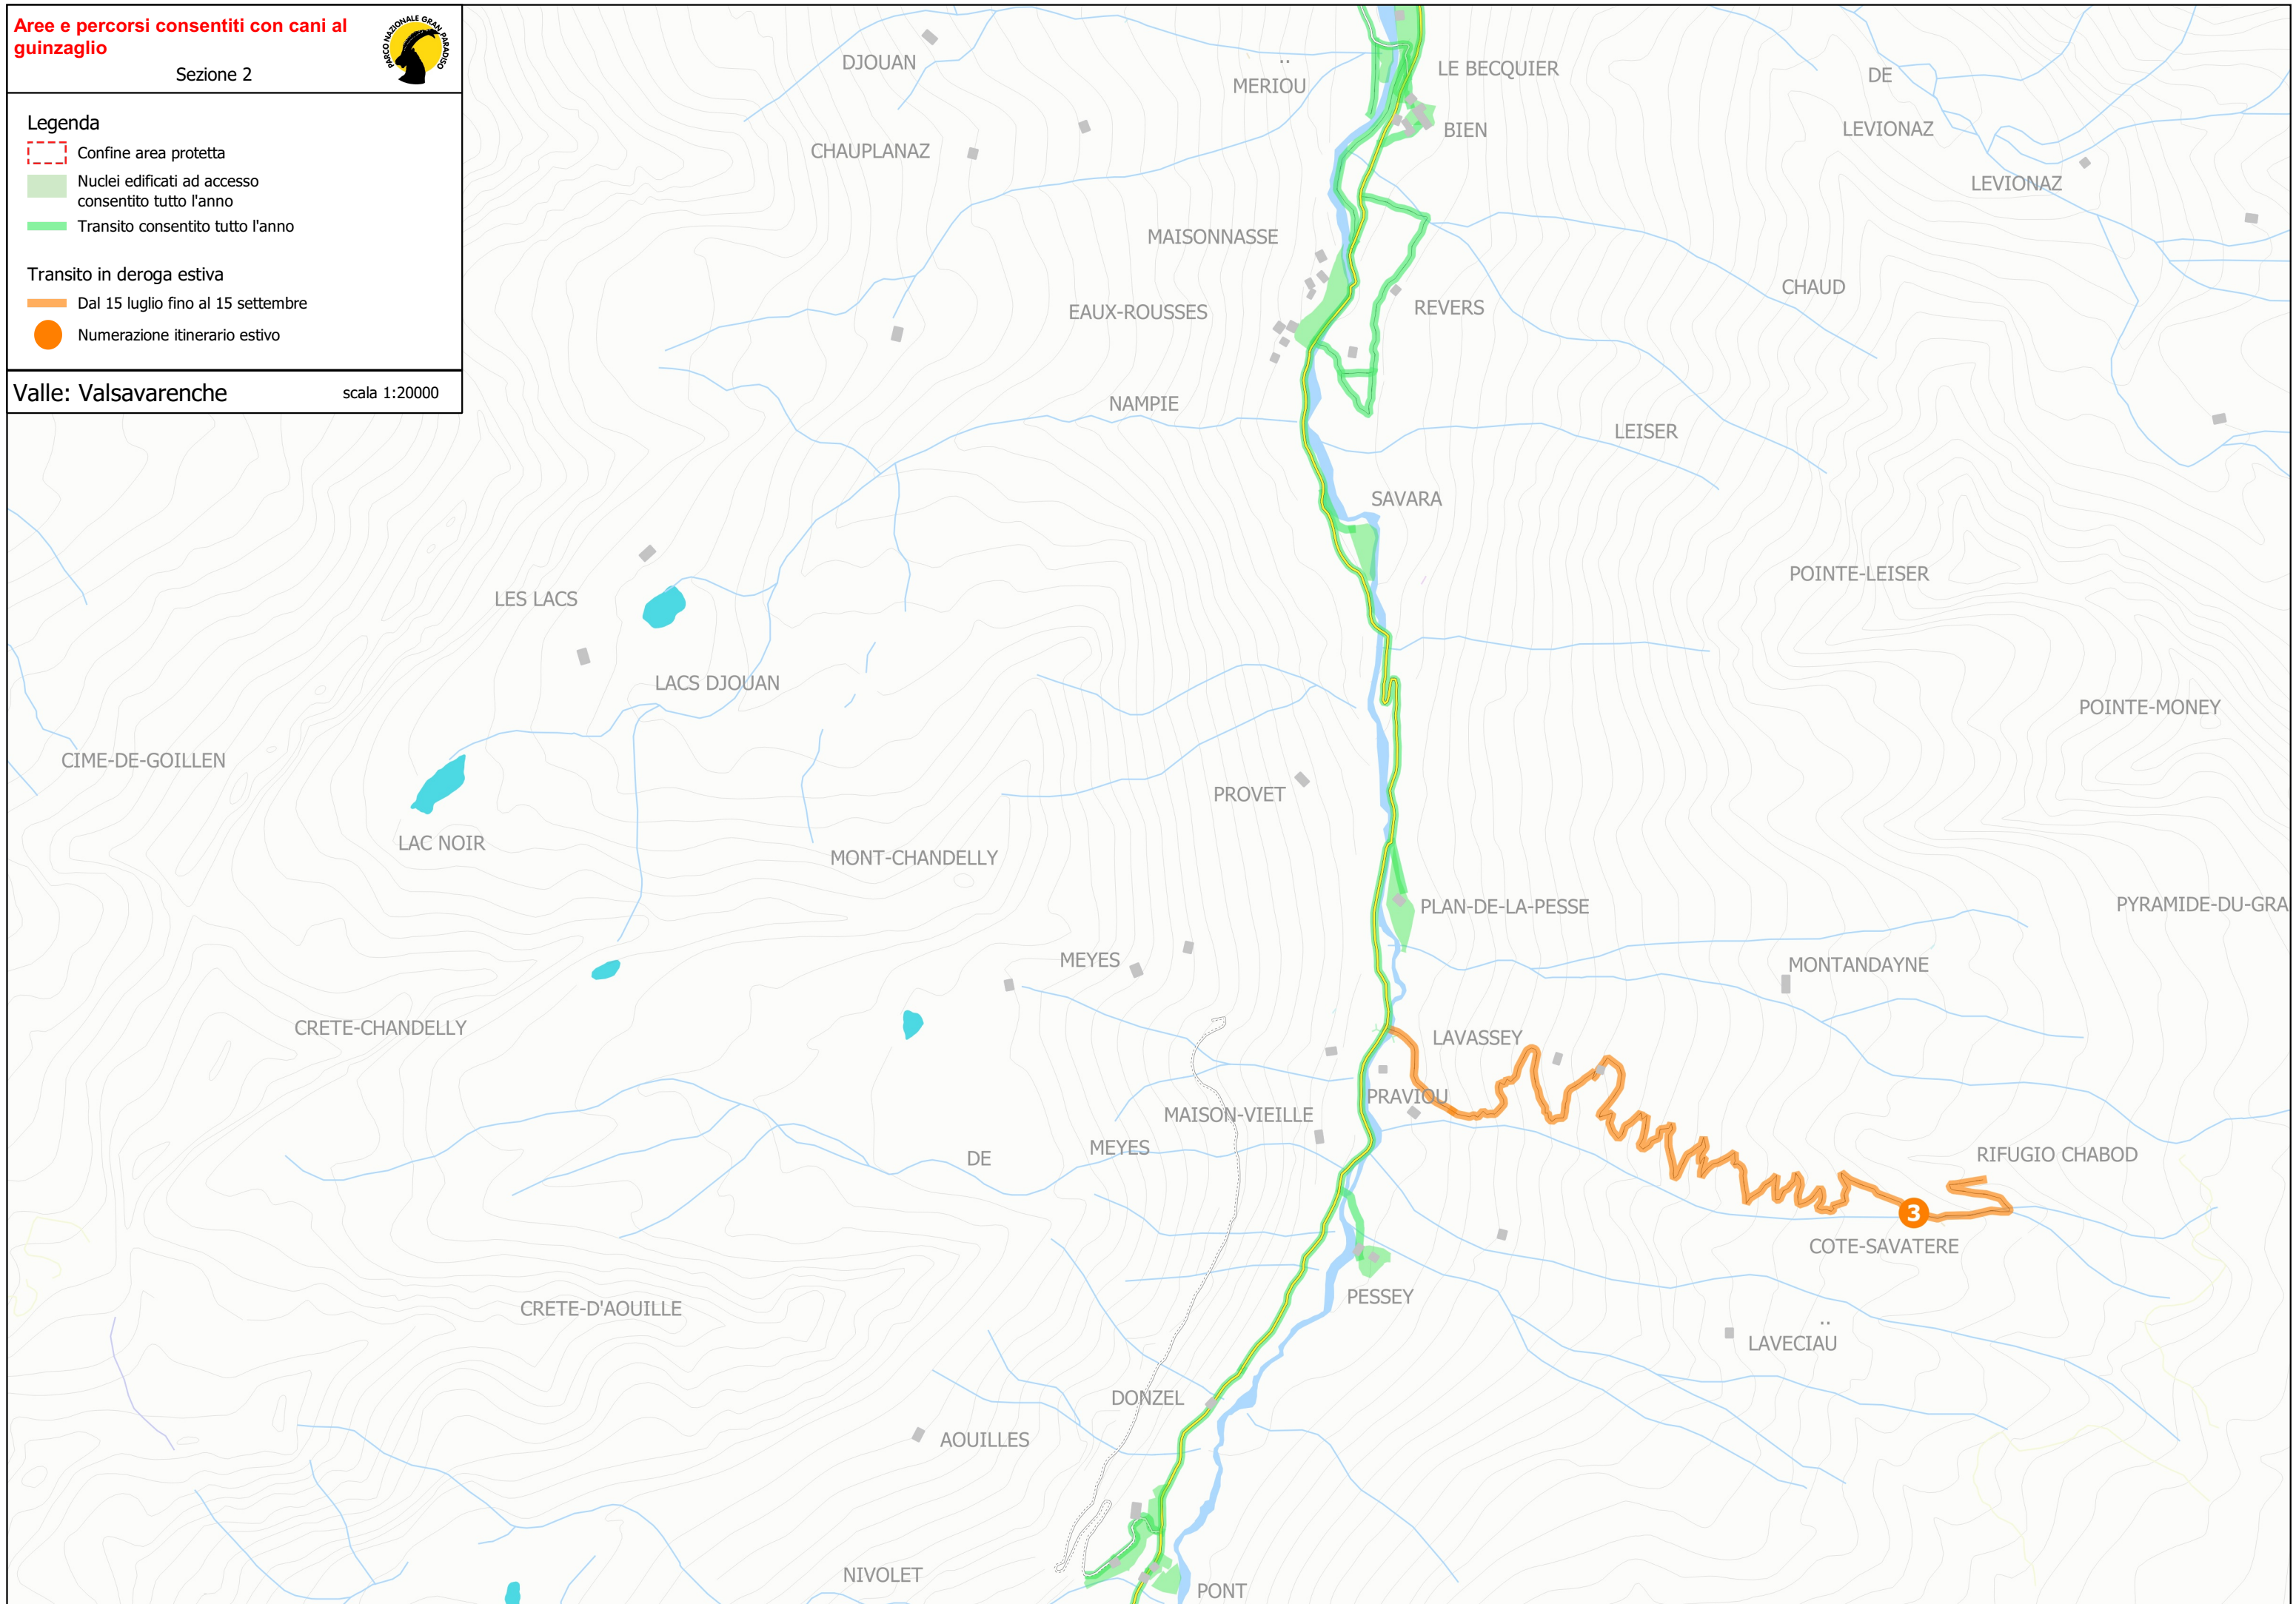 Aree e percorsi consentiti con cani al
guinzaglio
PARCO NAZIONALE GRAN PARADISO
Sezione 2
Legenda
Confine area protetta
Nuclei edificati ad accesso
consentito tutto l'anno
Transito consentito tutto l'anno
Transito in deroga estiva
Dal 15 luglio fino al 15 settembre
Numerazione itinerario estivo
Valle: Valsavarenche
scala 1:20000
DJOUAN
MERIOU
LE BECQUIER
DE
BIEN
LEVIONAZ
CHAUPLANAZ
LEVIONAZ
MAISONNASSE
CHAUD
EAUX-ROUSSES
REVERS
NAMPIE
LEISER
SAVARA
POINTE-LEISER
LES LACS
LACS DJOUAN
POINTE-MONEY
CIME-DE-GOILLEN
PROVET
LAC NOIR
MONT-CHANDELLY
PLAN-DE-LA-PESSE
PYRAMIDE-DU-GRA
MEYES
MONTANDAYNE
CRETE-CHANDELLY
LAVASSEY
PRAVIOU
MAISON-VIEILLE
MEYES
DE
RIFUGIO CHABOD
3
COTE-SAVATERE
PESSEY
CRETE-D'AOUILLE
LAVECIAU
DONZEL
AOUILLES
NIVOLET
PONT